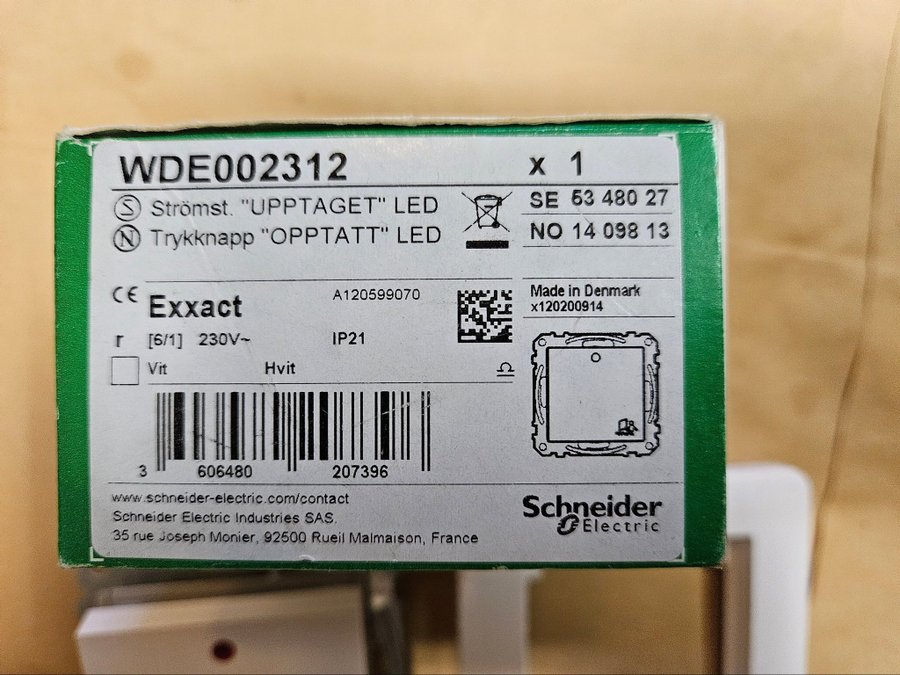 WDE002312 x 1
S Strömst. "UPPTAGET" LED
N Trykknapp "OPPTATT" LED
SE 63 480 27
NO 14 098 13
CE Exxact A120599070
r [6/1] 230V~ IP21
Vit Hvit
Made in Denmark
x120200914
3 606480 207396
www.schneider-electric.com/contact
Schneider Electric Industries SAS.
35 rue Joseph Monier, 92500 Rueil Malmaison, France
Schneider
Electric